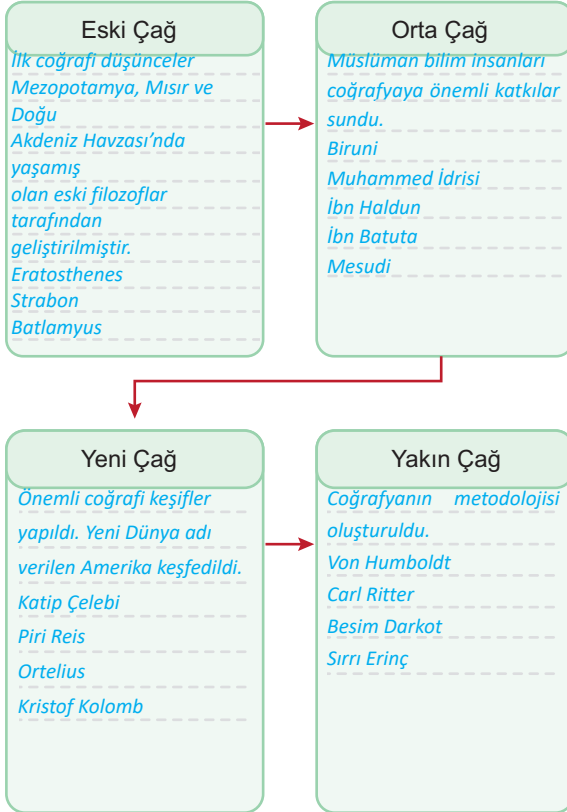 Eski Çağ
İlk coğrafi düşünceler
Mezopotamya, Mısır ve
Doğu
Akdeniz Havzası’nda
yaşamış
olan eski filozoflar
tarafından
geliştirilmiştir.
Eratosthenes
Strabon
Batlamyus
Orta Çağ
Müslüman bilim insanları
coğrafyaya önemli katkılar
sundu.
Biruni
Muhammed İdrisi
İbn Haldun
İbn Batuta
Mesudi
Yeni Çağ
Önemli coğrafi keşifler
yapıldı. Yeni Dünya adı
verilen Amerika keşfedildi.
Katip Çelebi
Piri Reis
Ortelius
Kristof Kolomb
Yakın Çağ
Coğrafyanın metodolojisi
oluşturuldu.
Von Humboldt
Carl Ritter
Besim Darkot
Sırrı Erinç